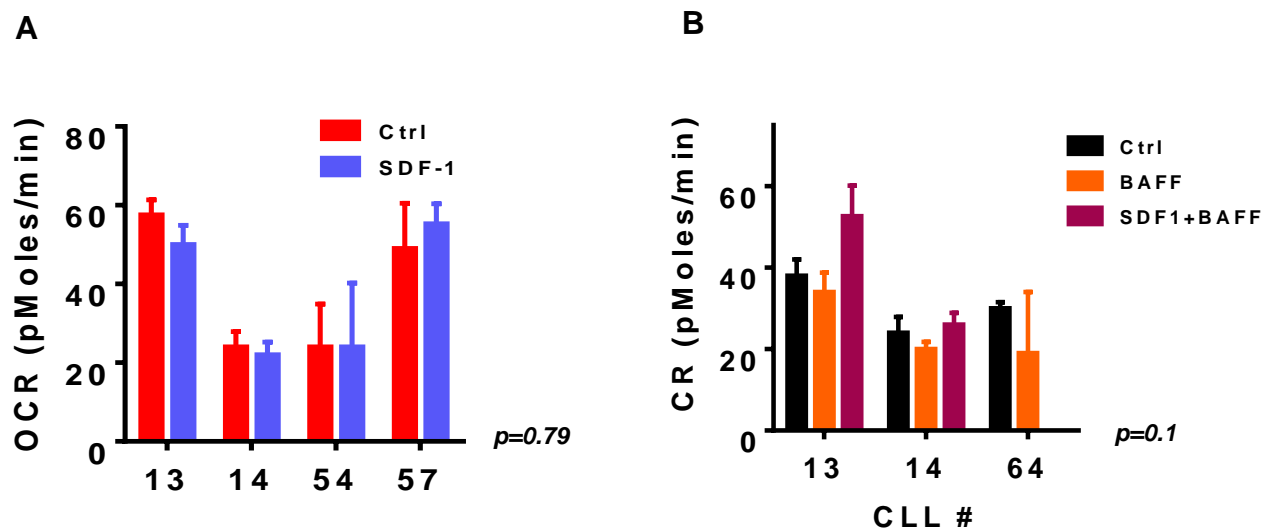 A
OCR (pMoles/min)
80
60
40
20
0
Ctrl
SDF-1
13 14 54 57
p=0.79
B
CR (pMoles/min)
60
40
20
0
Ctrl
BAFF
SDF1+BAFF
13 14 64
CLL #
p=0.1